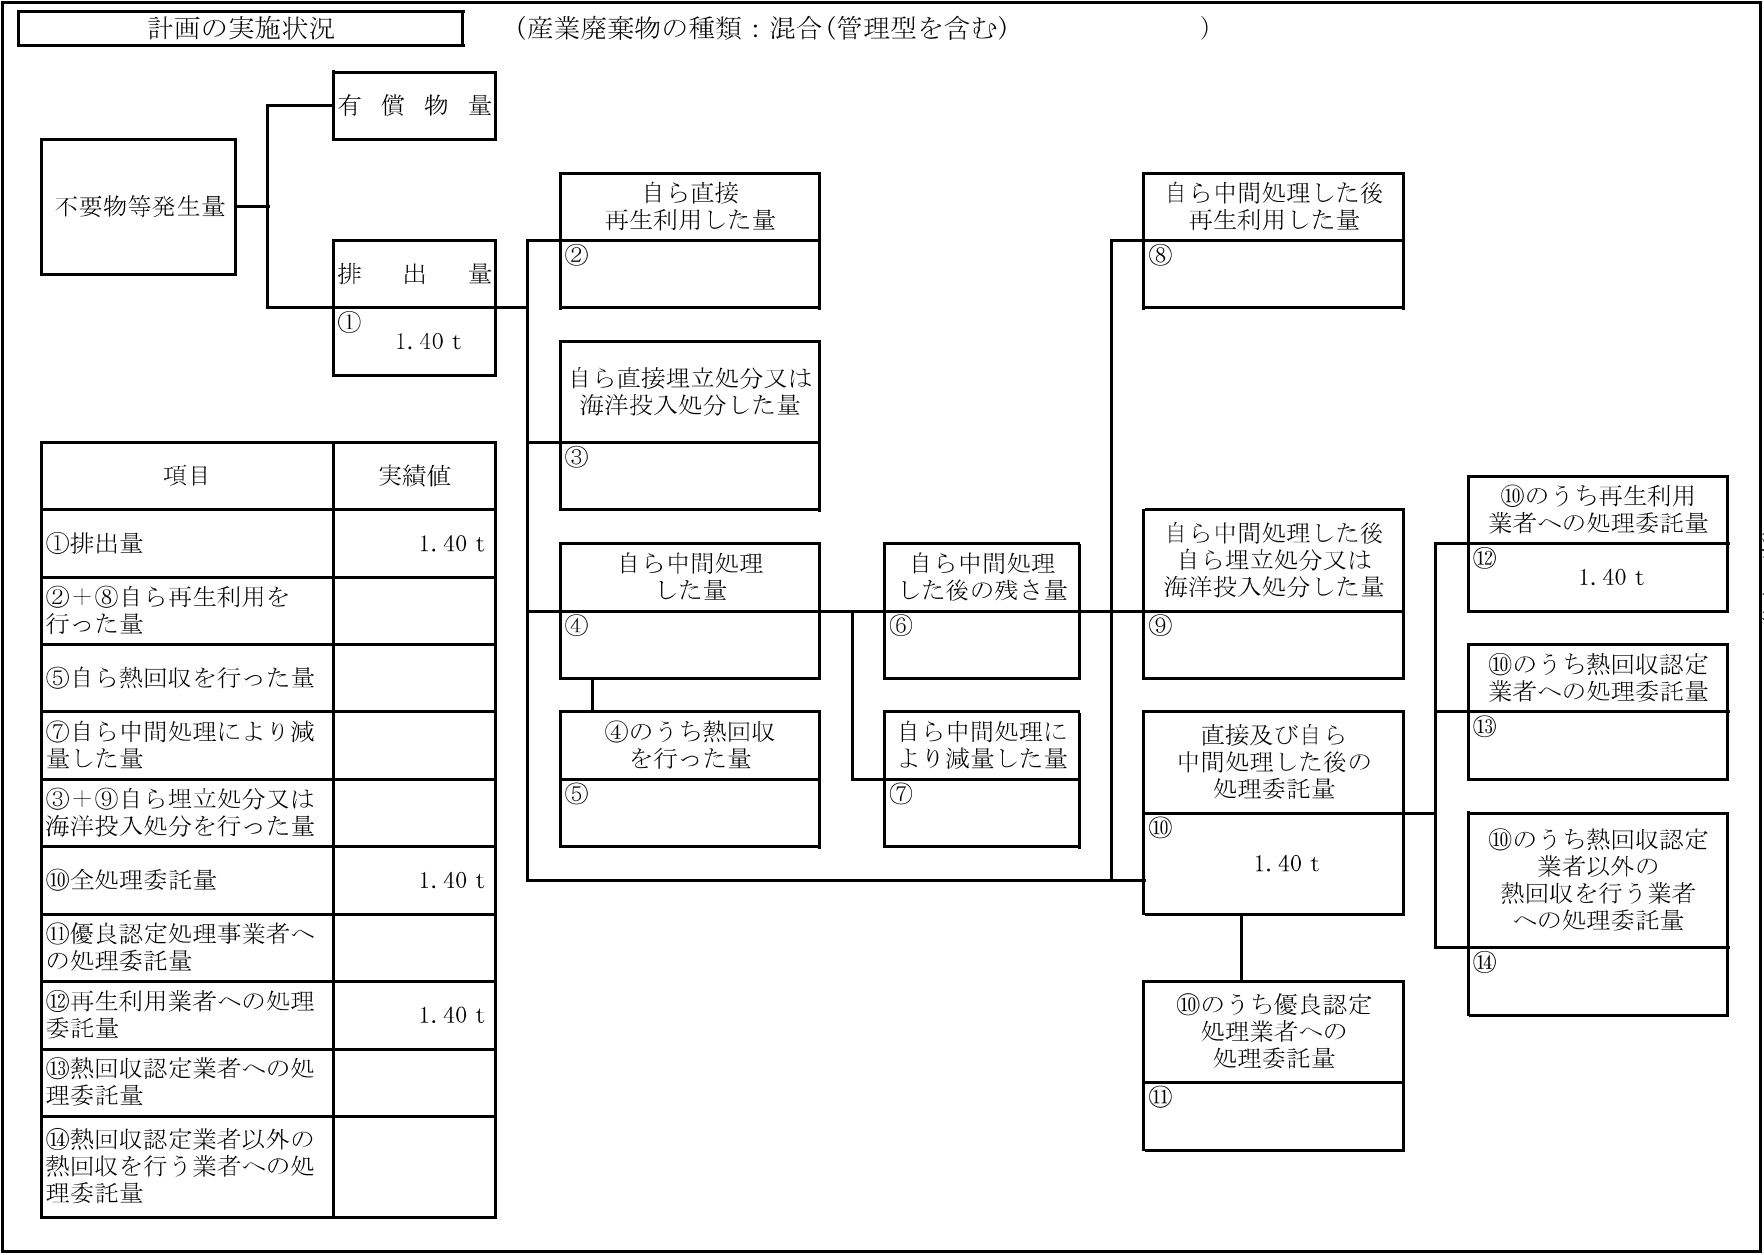 計画の実施状況
（産業廃棄物の種類：混合(管理型を含む)　　　　　　　）
有　償　物　量
不要物等発生量
排　出　量
①
1.40 t
自ら直接
再生利用した量
②
自ら直接埋立処分又は
海洋投入処分した量
③
自ら中間処理
した量
④
④のうち熱回収
を行った量
⑤
自ら中間処理
した後の残さ量
⑥
自ら中間処理に
より減量した量
⑦
自ら中間処理した後
再生利用した量
⑧
自ら中間処理した後
自ら埋立処分又は
海洋投入処分した量
⑨
直接及び自ら
中間処理した後の
処理委託量
⑩
1.40 t
⑩のうち優良認定
処理業者への
処理委託量
⑪
⑩のうち再生利用
業者への処理委託量
⑫
1.40 t
⑩のうち熱回収認定
業者への処理委託量
⑬
⑩のうち熱回収認定
業者以外の
熱回収を行う業者
への処理委託量
⑭
項目　実績値
①排出量　1.40 t
②＋⑧自ら再生利用を
行った量
⑤自ら熱回収を行った量
⑦自ら中間処理により減
量した量
③＋⑨自ら埋立処分又は
海洋投入処分を行った量
⑩全処理委託量　1.40 t
⑪優良認定処理事業者へ
の処理委託量
⑫再生利用業者への処理
委託量　1.40 t
⑬熱回収認定業者への処
理委託量
⑭熱回収認定業者以外の
熱回収を行う業者への処
理委託量